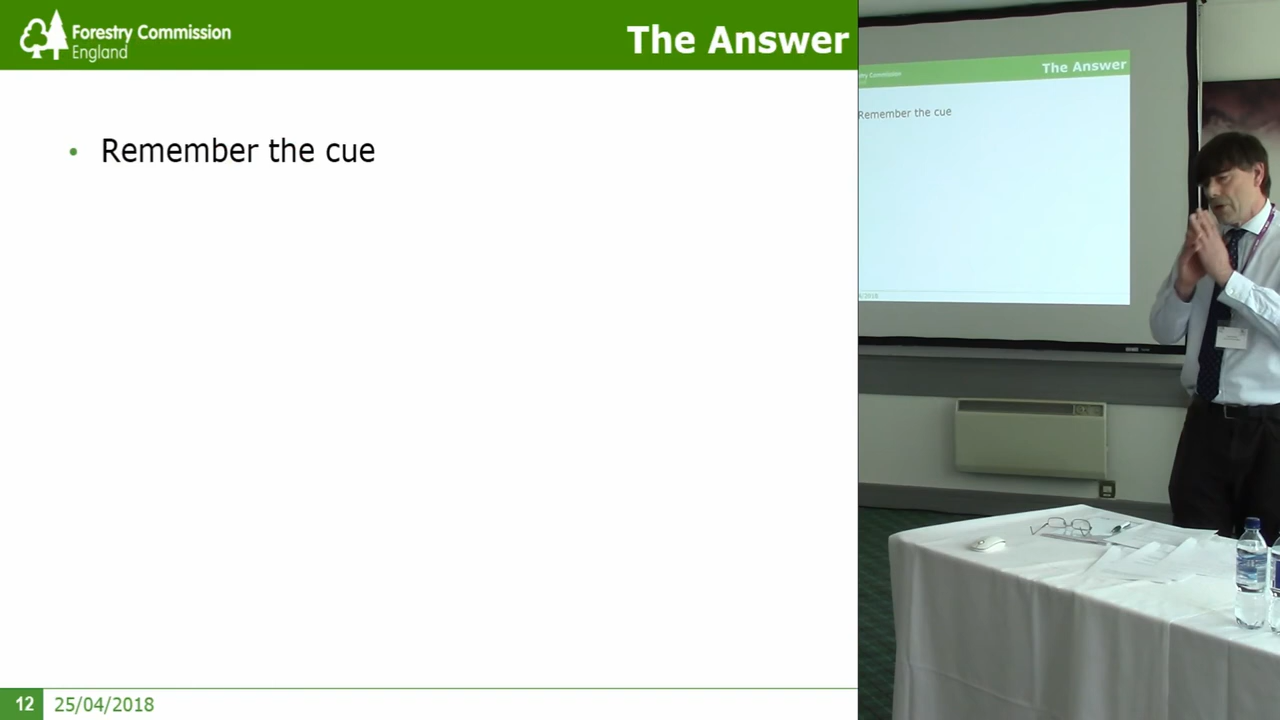 Forestry Commission
England
The Answer
• Remember the cue
12 25/04/2018
The Answer
Remember the cue